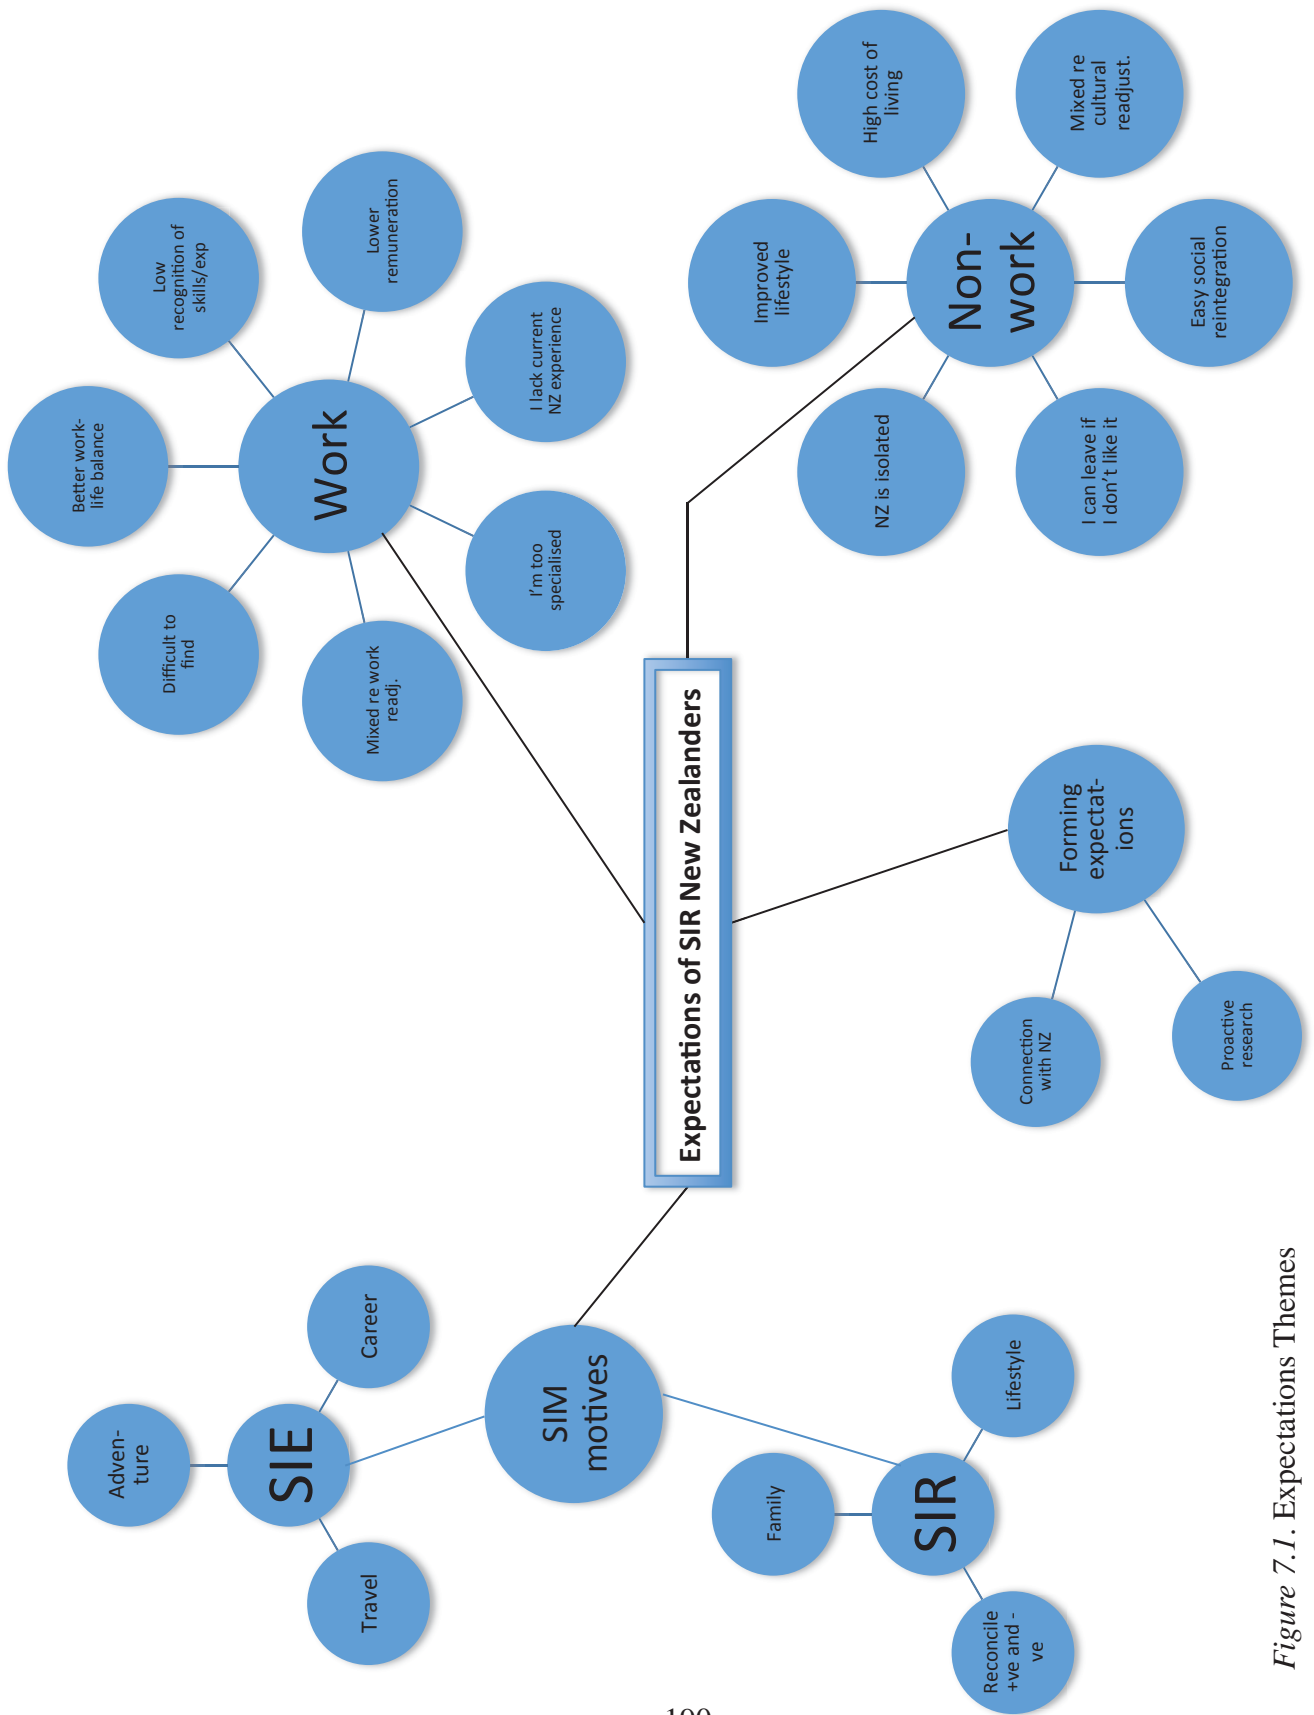 Adven-
ture
Travel
SIE
Career
SIM
motives
Family
Reconcile
+ve and -
ve
SIR
Lifestyle
Better work-
life balance
Difficult to
find
Low
recognition of
skills/exp
Work
Mixed re work
readj.
Lower
remuneration
I'm too
specialised
I lack current
NZ experience
Expectations of SIR New Zealanders
Forming
expectat-
ions
Connection
with NZ
Proactive
research
Improved
lifestyle
NZ is isolated
High cost of
living
Non-
work
I can leave if
I don't like it
Mixed re
cultural
readjust.
Easy social
reintegration
Figure 7.1. Expectations Themes